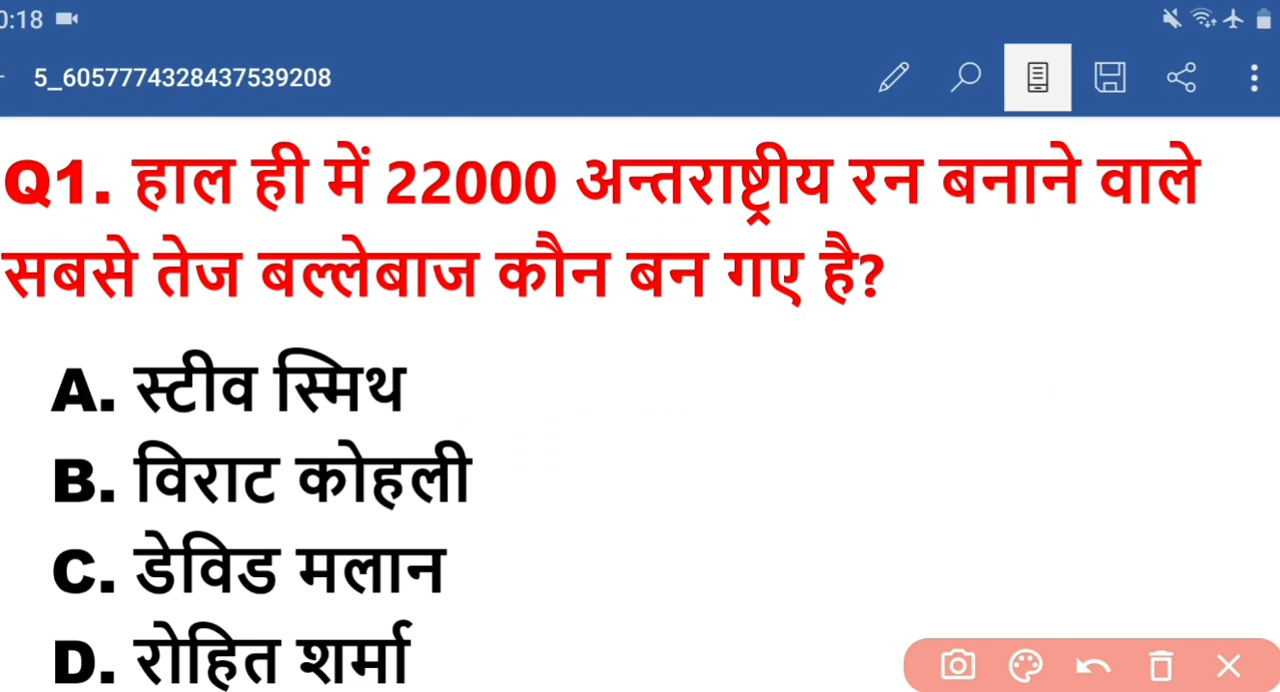 0:18
5_6057774328437539208
Q1. हाल ही में 22000 अन्तराष्ट्रीय रन बनाने वाले
सबसे तेज बल्लेबाज कौन बन गए है?
A. स्टीव स्मिथ
B. विराट कोहली
C. डेविड मलान
D. रोहित शर्मा